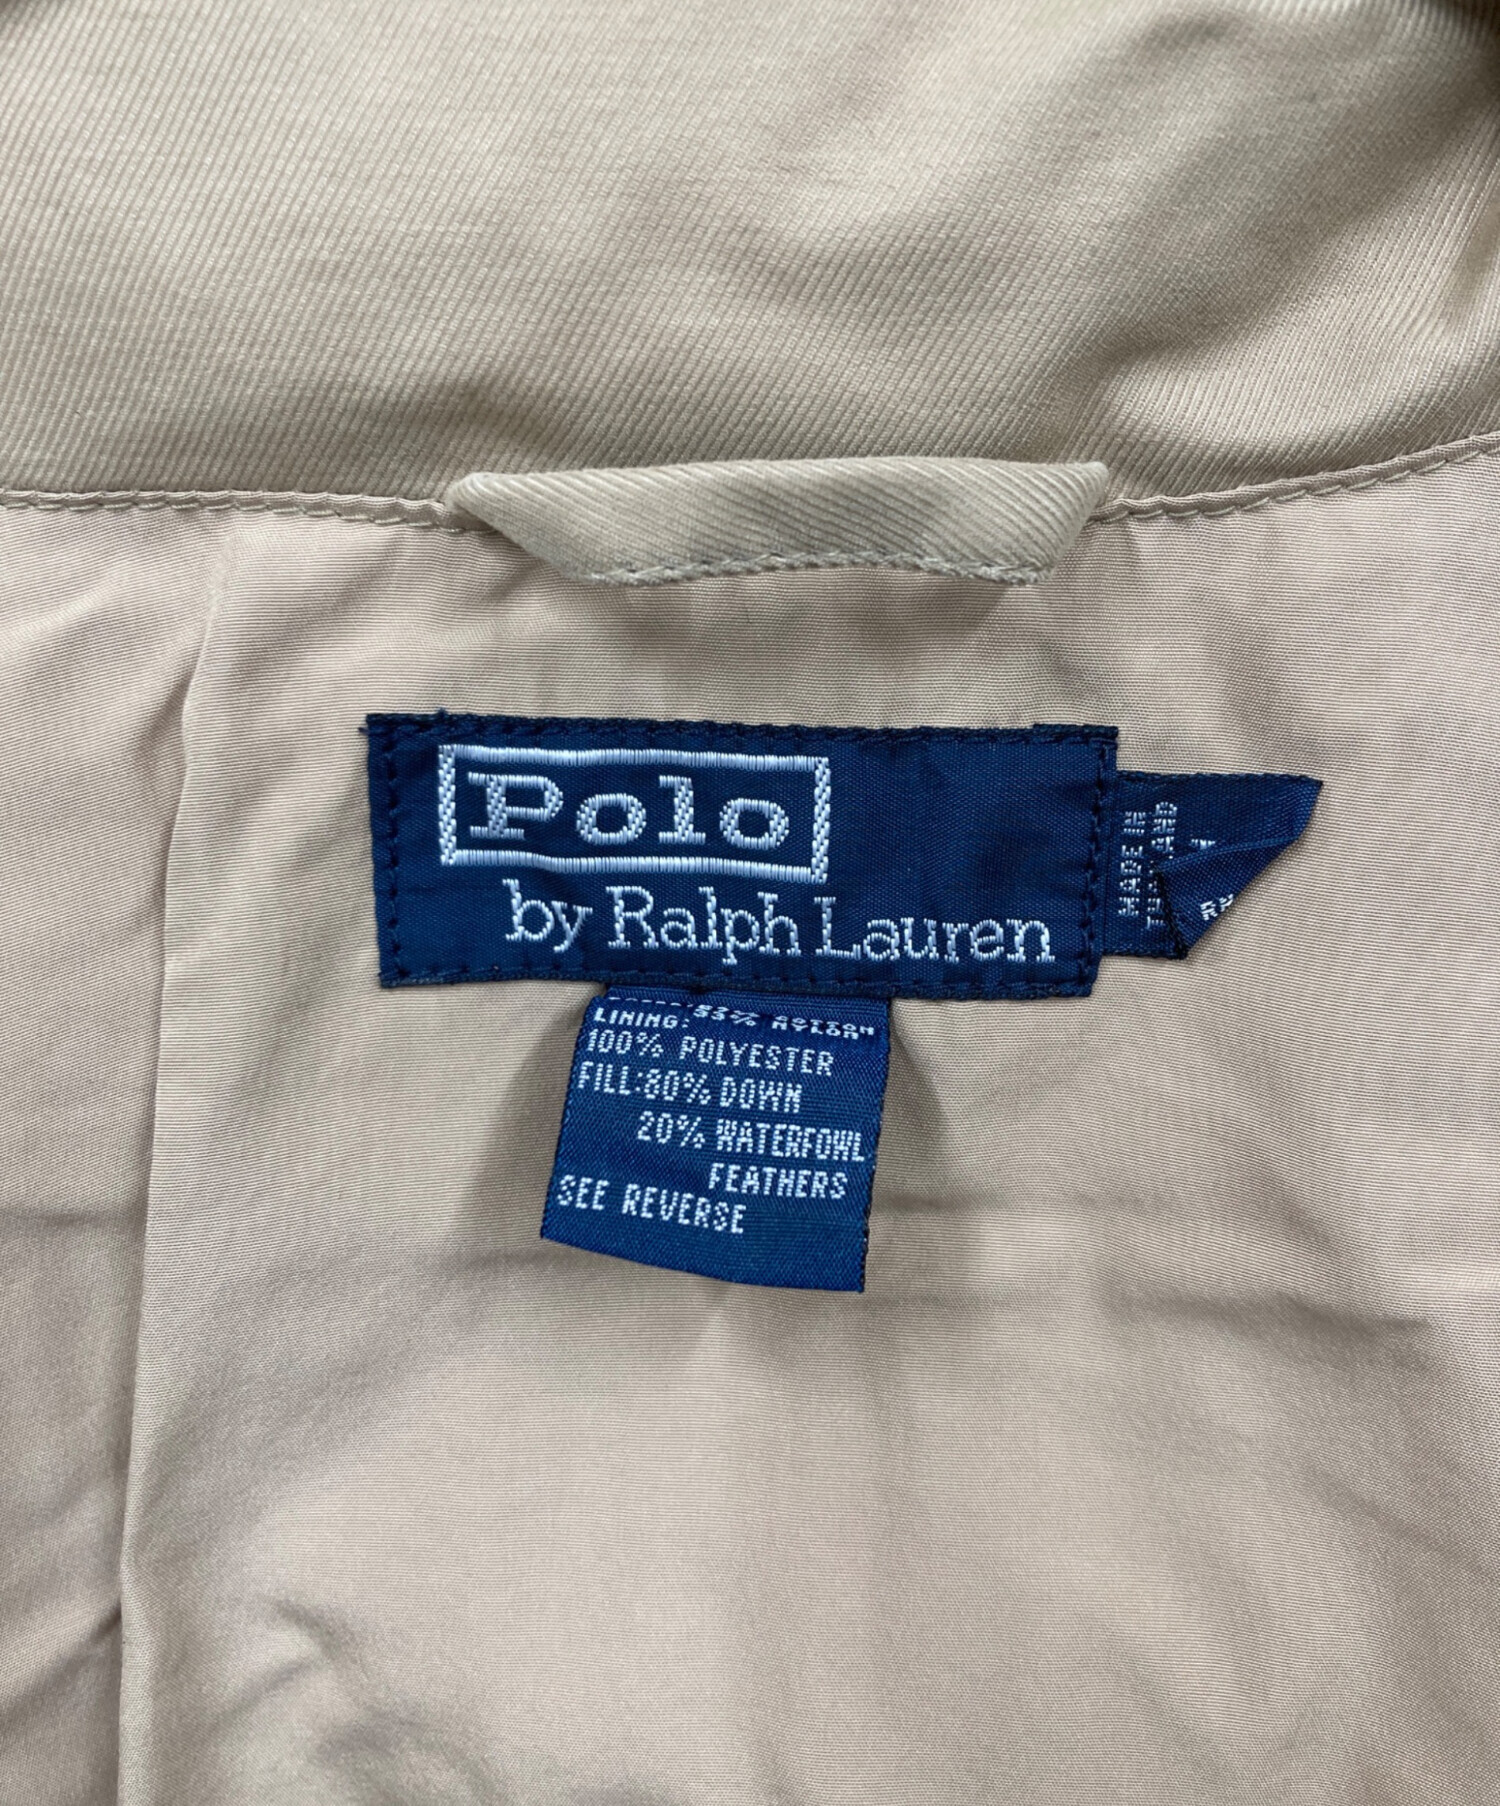 Polo
by Ralph Lauren
MADE IN
LINING:
100% POLYESTER
FILL:80% DOWN
20% WATERFOWL
FEATHERS
SEE REVERSE